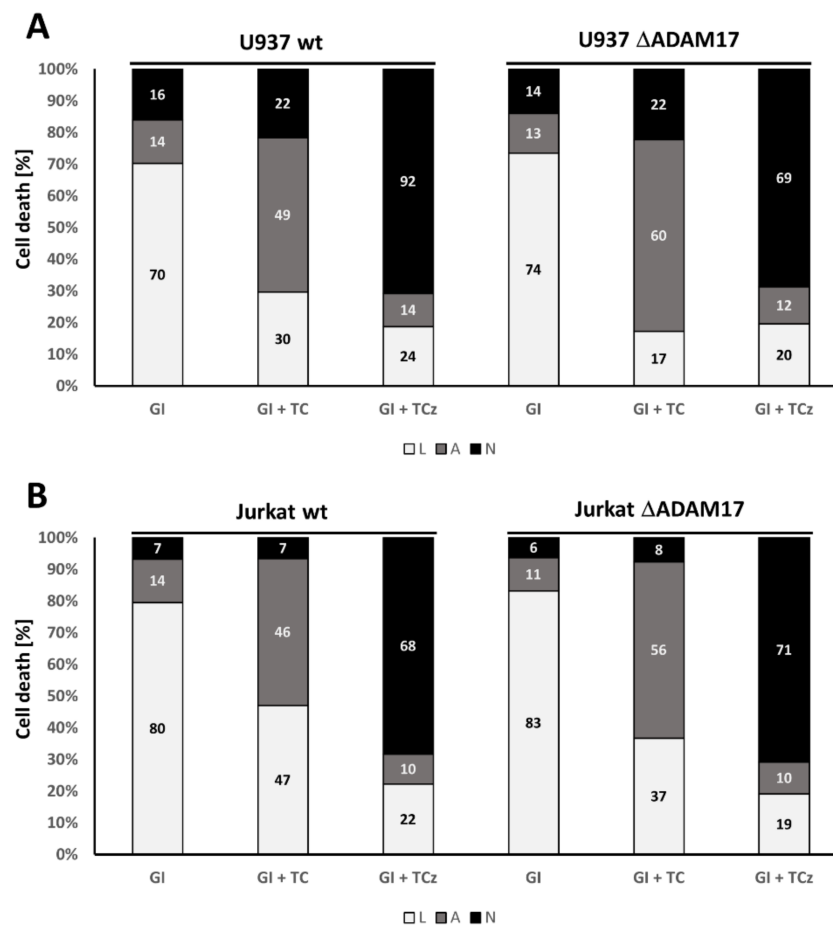 A
U937 wt
U937 ΔADAM17
Cell death [%]
100%
90%
80%
70%
60%
50%
40%
30%
20%
10%
0%
16
14
70
22
49
30
92
14
24
14
13
74
22
60
17
69
12
20
GI
GI + TC
GI + TCz
GI
GI + TC
GI + TCz
L A N
B
Jurkat wt
Jurkat ΔADAM17
Cell death [%]
100%
90%
80%
70%
60%
50%
40%
30%
20%
10%
0%
7
14
80
7
46
47
68
10
22
6
11
83
8
56
37
71
10
19
GI
GI + TC
GI + TCz
GI
GI + TC
GI + TCz
L A N